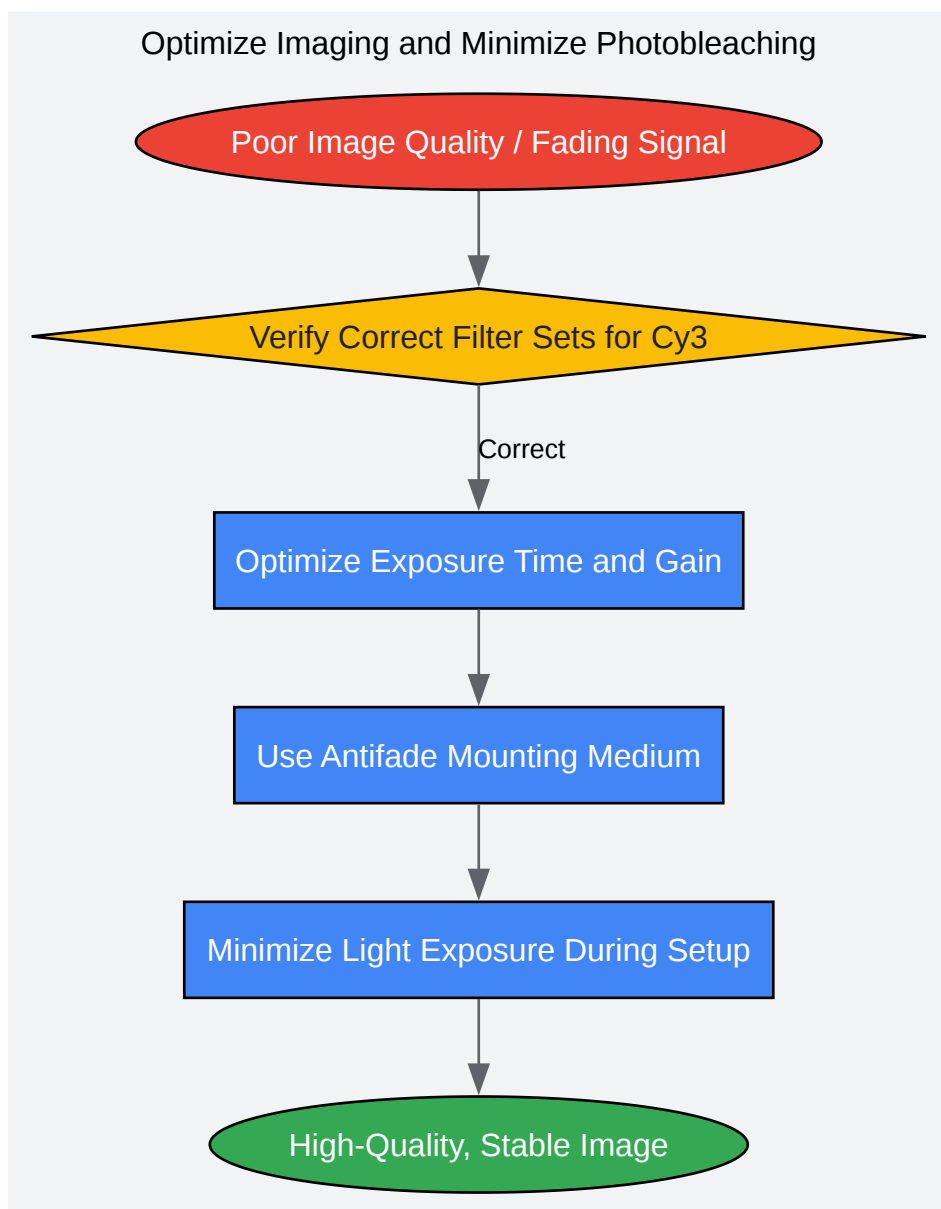 Optimize Imaging and Minimize Photobleaching
Poor Image Quality / Fading Signal
Verify Correct Filter Sets for Cy3
Correct
Optimize Exposure Time and Gain
Use Antifade Mounting Medium
Minimize Light Exposure During Setup
High-Quality, Stable Image